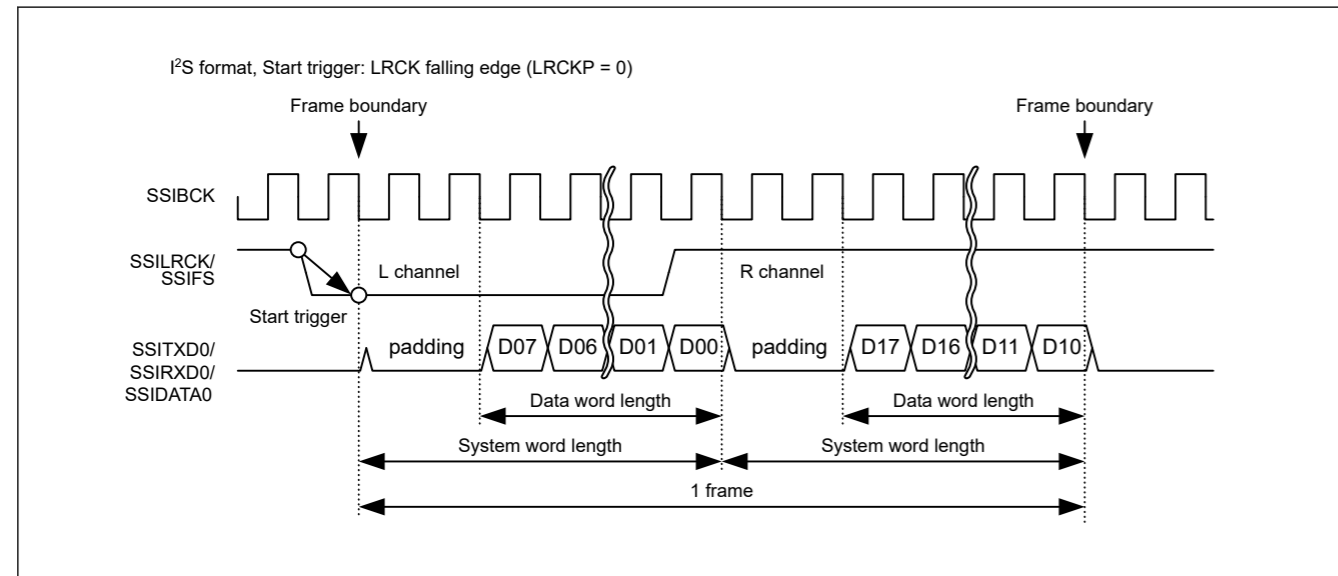 I²S format, Start trigger: LRCK falling edge (LRCKP = 0)
Frame boundary
Frame boundary
SSIBCK
SSILRCK/
SSIFS
L channel
R channel
Start trigger
SSITXD0/
SSIRXD0/
SSIDATA0
padding
D07
D06
D01
D00
padding
D17
D16
D11
D10
Data word length
Data word length
System word length
System word length
1 frame